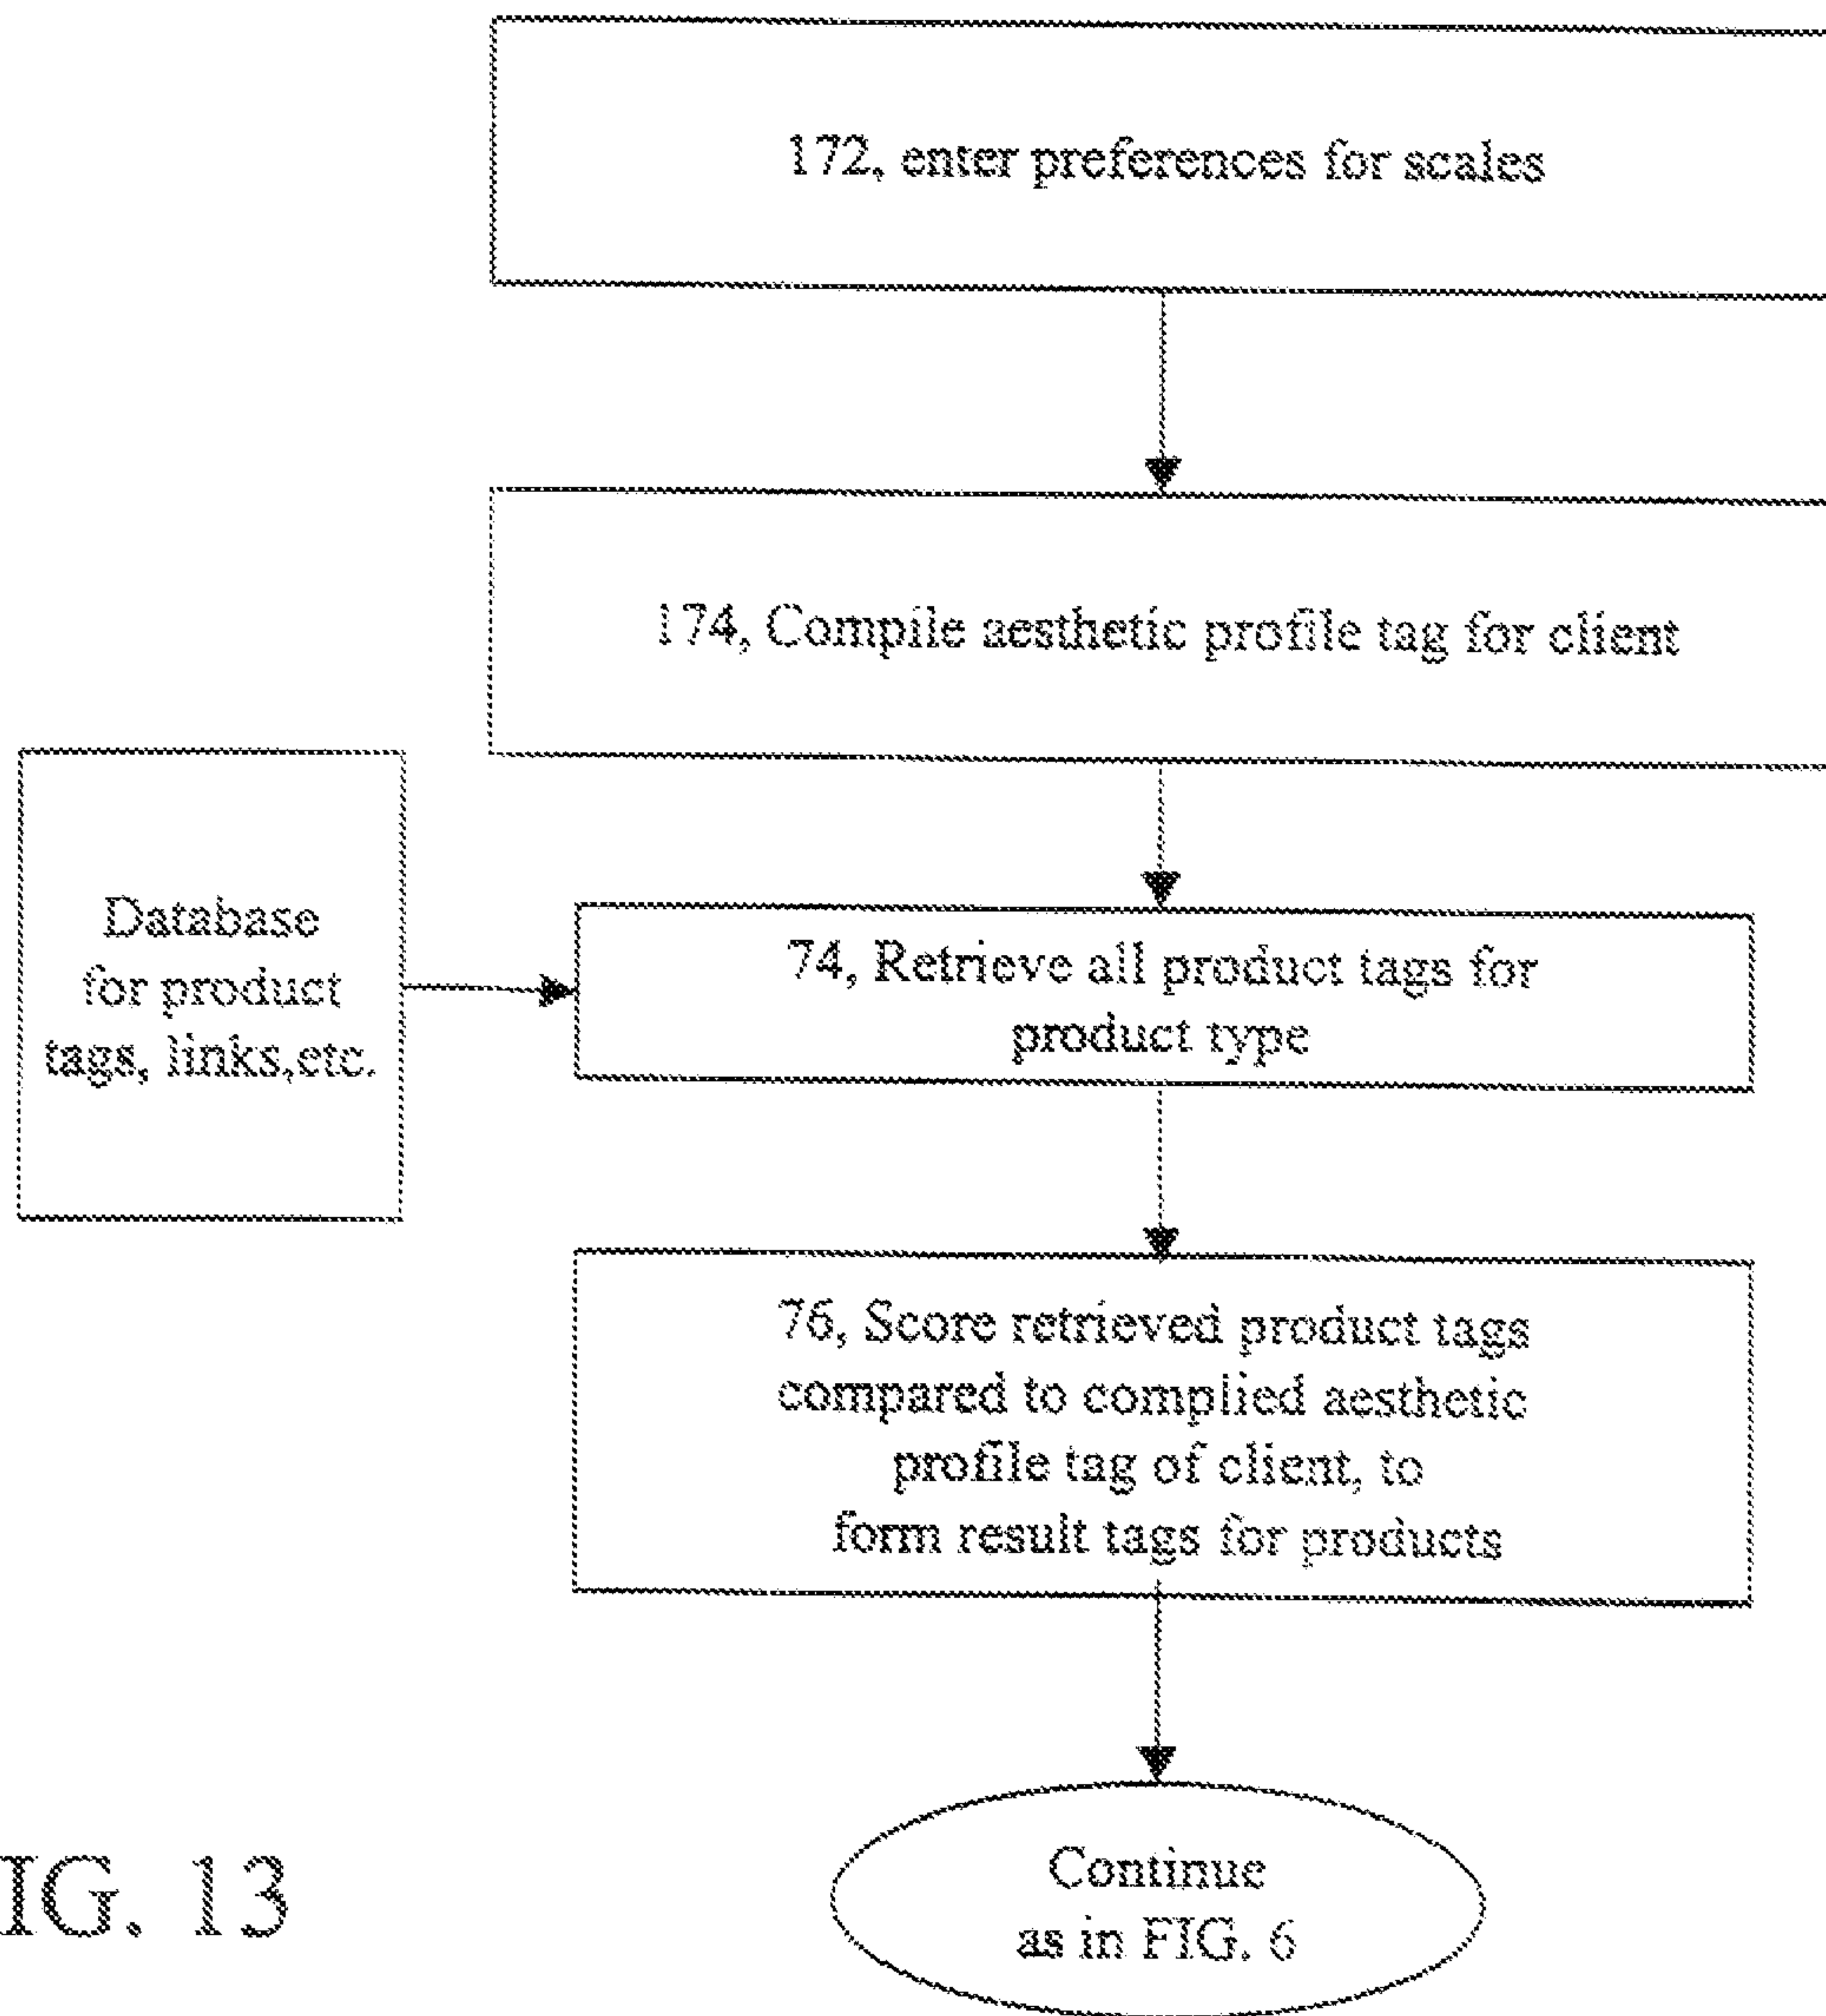 172, enter preferences for scales
174, Compile aesthetic profile tag for client
Database
for product
tags, links,etc.
74, Retrieve all product tags for
product type
76, Score retrieved product tags
compared to complied aesthetic
profile tag of client, to
form result tags for products
Continue
as in FIG. 6
IG. 13